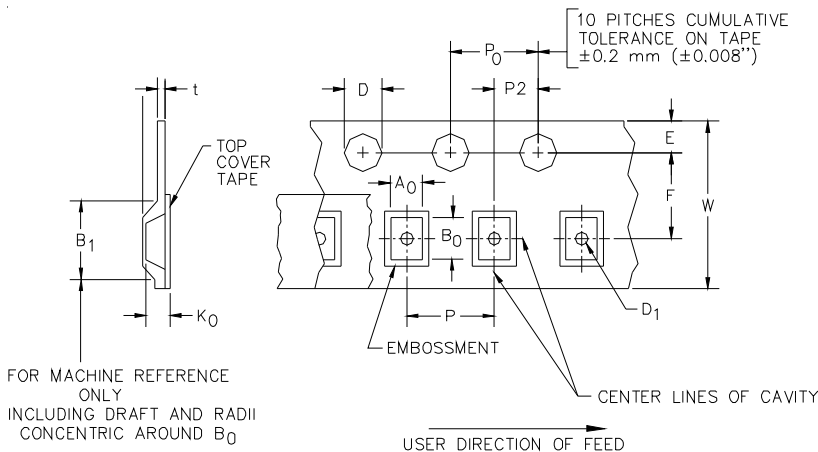 10 PITCHES CUMULATIVE
TOLERANCE ON TAPE
±0.2 mm (±0.008")
P0
D
P2
t
E
TOP
COVER
TAPE
A0
F
W
B1
B0
K0
P
D1
EMBOSSMENT
FOR MACHINE REFERENCE
ONLY
INCLUDING DRAFT AND RADII
CONCENTRIC AROUND B0
CENTER LINES OF CAVITY
USER DIRECTION OF FEED